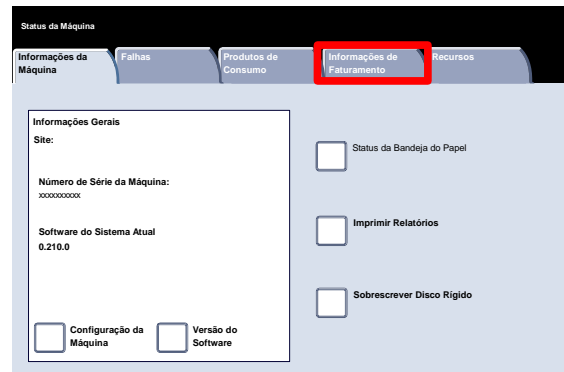 Status da Máquina
Informações da
Máquina
Falhas
Produtos de
Consumo
Informações de
Faturamento
Recursos
Informações Gerais
Site:
Número de Série da Máquina:
xxxxxxxxx
Software do Sistema Atual
0.210.0
Configuração da
Máquina
Versão do
Software
Status da Bandeja do Papel
Imprimir Relatórios
Sobrescrever Disco Rígido